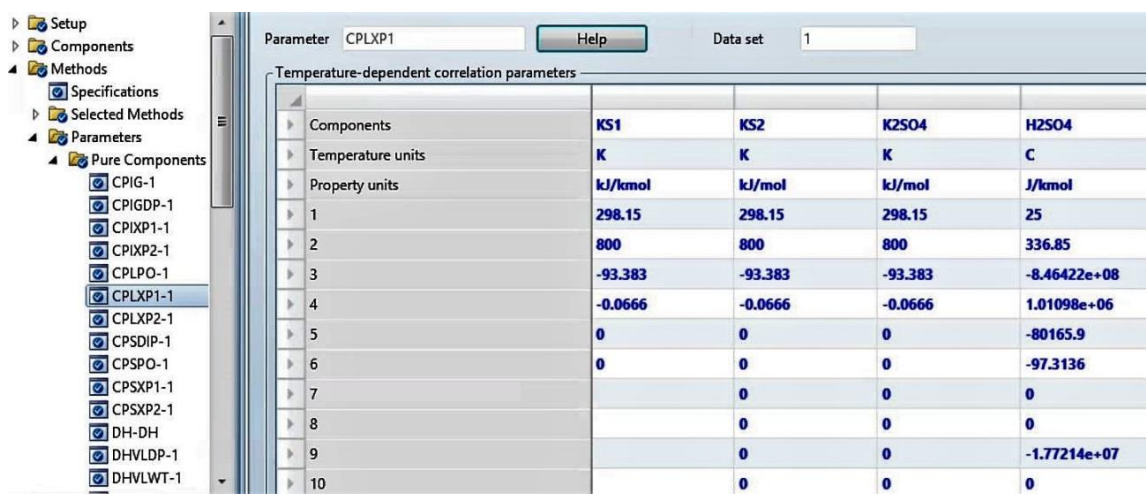 Setup
Components
Methods
Specifications
Selected Methods
Parameters
Pure Components
CPIG-1
CPIGDP-1
CPIXP1-1
CPIXP2-1
CPLPO-1
CPLXP1-1
CPLXP2-1
CPSDIP-1
CPSPO-1
CPSXP1-1
CPSXP2-1
DH-DH
DHVLDP-1
DHVLWT-1
Parameter CPLXP1 Help Data set 1
Temperature-dependent correlation parameters
Components KS1 KS2 K2SO4 H2SO4
Temperature units K K K C
Property units kJ/kmol kJ/mol kJ/mol J/kmol
1 298.15 298.15 298.15 25
2 800 800 800 336.85
3 -93.383 -93.383 -93.383 -8.46422e+08
4 -0.0666 -0.0666 -0.0666 1.01098e+06
5 0 0 0 -80165.9
6 0 0 0 -97.3136
7 0 0 0
8 0 0 0
9 0 0 -1.77214e+07
10 0 0 0